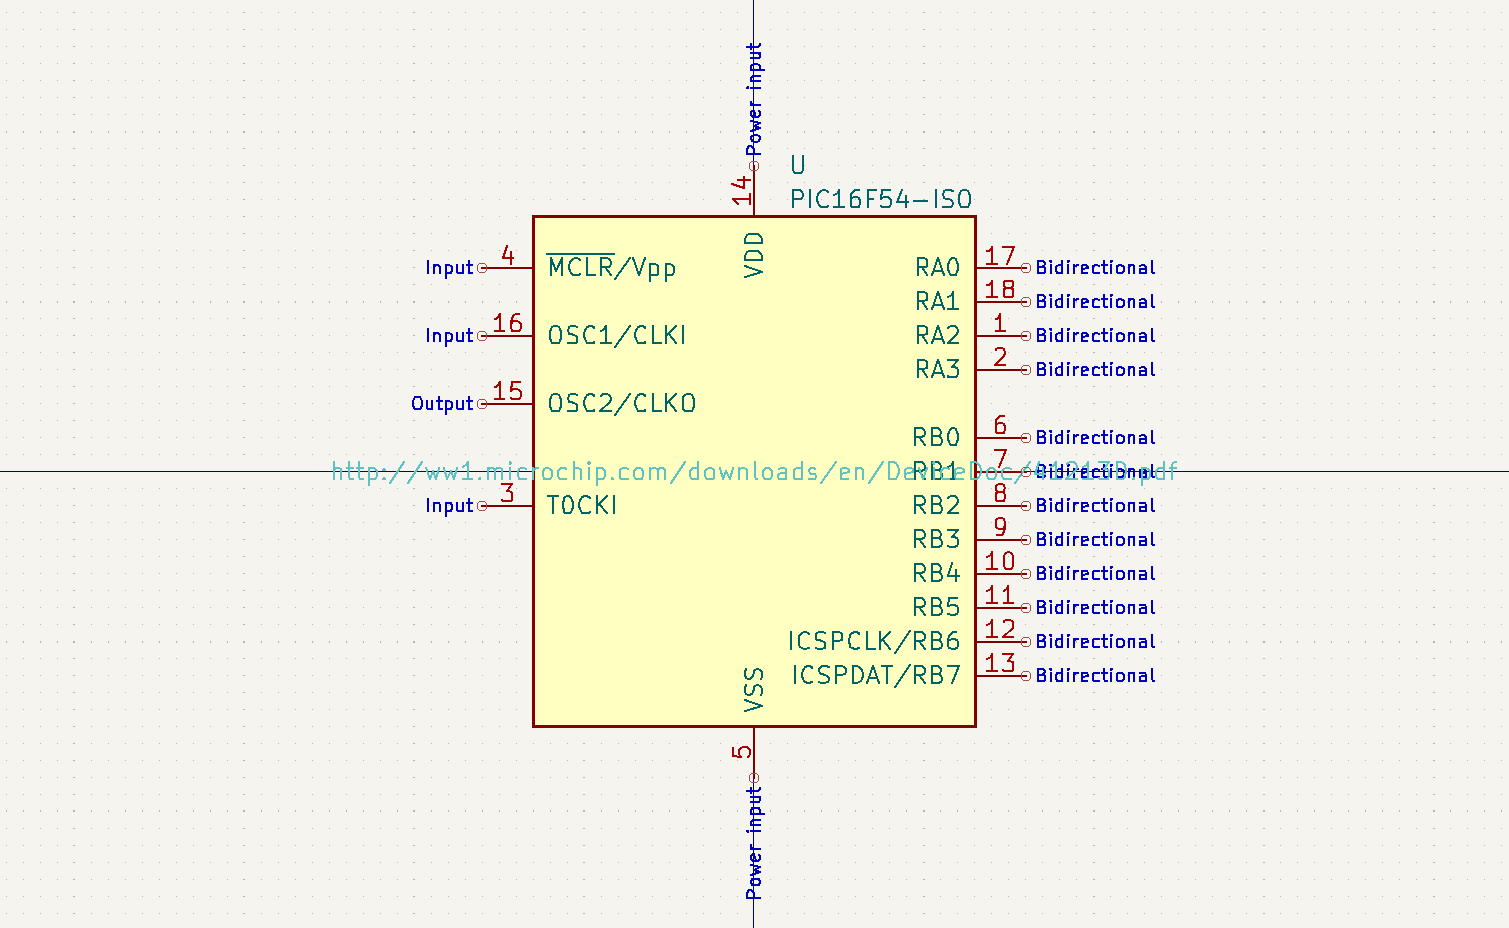 Power input
14
U
PIC16F54-ISO
VDD
Input 4 MCLR/Vpp
Input 16 OSC1/CLKI
Output 15 OSC2/CLKO
Input 3 T0CKI
RA0 17 Bidirectional
RA1 18 Bidirectional
RA2 1 Bidirectional
RA3 2 Bidirectional
RB0 6 Bidirectional
RB1 7 Bidirectional
http://ww1.microchip.com/downloads/en/DeviceDoc/41213D.pdf
RB2 8 Bidirectional
RB3 9 Bidirectional
RB4 10 Bidirectional
RB5 11 Bidirectional
ICSPCLK/RB6 12 Bidirectional
ICSPDAT/RB7 13 Bidirectional
VSS
5
Power input